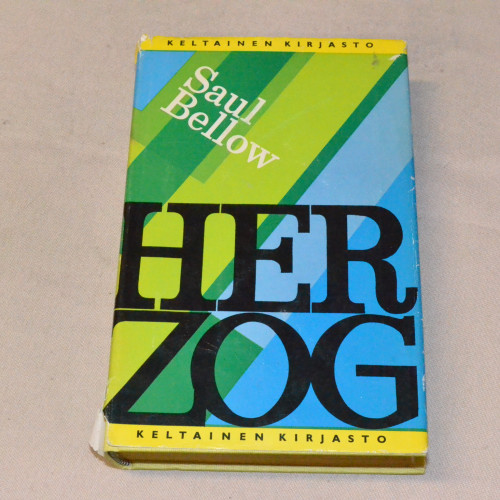 KELTAINEN KIRJASTO
Saul
Bellow
HER
ZOG
KELTAINEN KIRJASTO